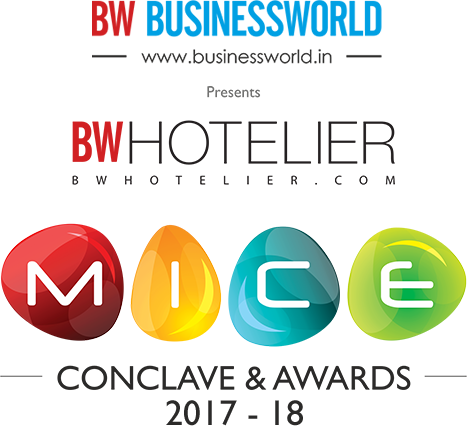 BW BUSINESSWORLD
www.businessworld.in
Presents
BWHOTELIER
BWHOTELIER.COM
MICE
CONCLAVE & AWARDS
2017 - 18